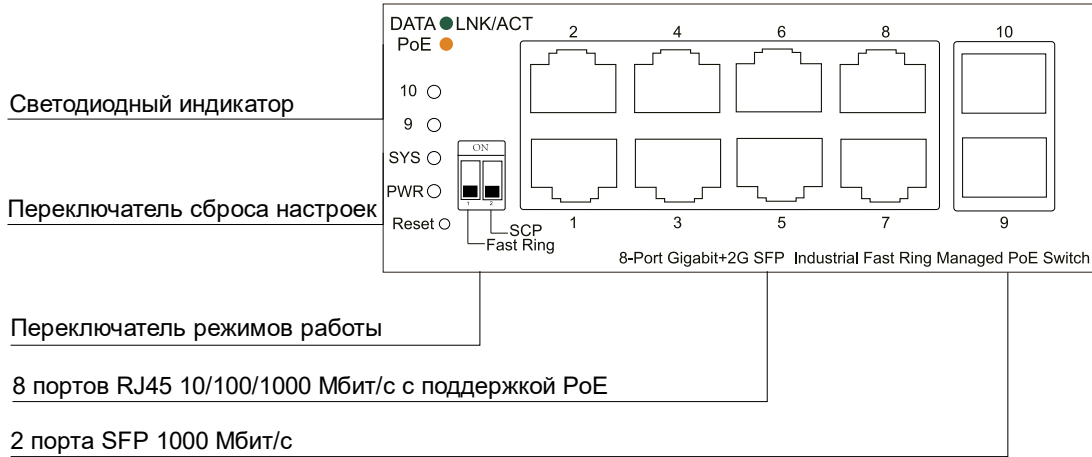 DATA LNK/ACT
PoE
2 4 6 8 10
Светодиодный индикатор
10
9
ON
SYS
PWR
Переключатель сброса настроек
1 2
Reset
SCP
Fast Ring
1 3 5 7 9
8-Port Gigabit+2G SFP Industrial Fast Ring Managed PoE Switch
Переключатель режимов работы
8 портов RJ45 10/100/1000 Мбит/с с поддержкой PoE
2 порта SFP 1000 Мбит/с